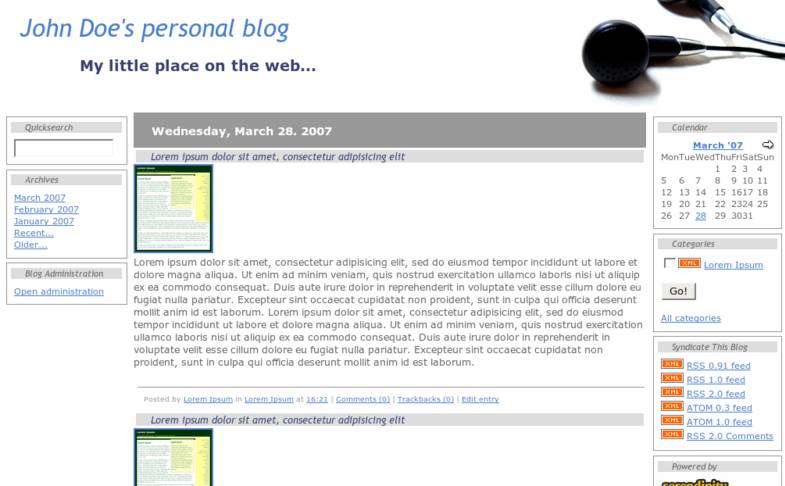 John Doe's personal blog
My little place on the web...
Quicksearch
Archives
March 2007
February 2007
January 2007
Recent...
Older...
Blog Administration
Open administration
Wednesday, March 28. 2007
Lorem ipsum dolor sit amet, consectetur adipisicing elit
Lorem ipsum dolor sit amet, consectetur adipisicing elit, sed do eiusmod tempor incididunt ut labore et
dolore magna aliqua. Ut enim ad minim veniam, quis nostrud exercitation ullamco laboris nisi ut aliquip
ex ea commodo consequat. Duis aute irure dolor in reprehenderit in voluptate velit esse cillum dolore eu
fugiat nulla pariatur. Excepteur sint occaecat cupidatat non proident, sunt in culpa qui officia deserunt
mollit anim id est laborum. Lorem ipsum dolor sit amet, consectetur adipisicing elit, sed do eiusmod
tempor incididunt ut labore et dolore magna aliqua. Ut enim ad minim veniam, quis nostrud exercitation
ullamco laboris nisi ut aliquip ex ea commodo consequat. Duis aute irure dolor in reprehenderit in
voluptate velit esse cillum dolore eu fugiat nulla pariatur. Excepteur sint occaecat cupidatat non
proident, sunt in culpa qui officia deserunt mollit anim id est laborum.
Posted by Lorem Ipsum in Lorem Ipsum at 16:21 | Comments (0) | Trackbacks (0) | Edit entry
Lorem ipsum dolor sit amet, consectetur adipisicing elit
Calendar
March '07
Mon Tue Wed Thu Fri Sat Sun
1 2 3 4
5 6 7 8 9 10 11
12 13 14 15 16 17 18
19 20 21 22 23 24 25
26 27 28 29 30 31
Categories
XML Lorem Ipsum
Go!
All categories
Syndicate This Blog
XML RSS 0.91 feed
XML RSS 1.0 feed
XML RSS 2.0 feed
XML ATOM 0.3 feed
XML ATOM 1.0 feed
XML RSS 2.0 Comments
Powered by
serendipity